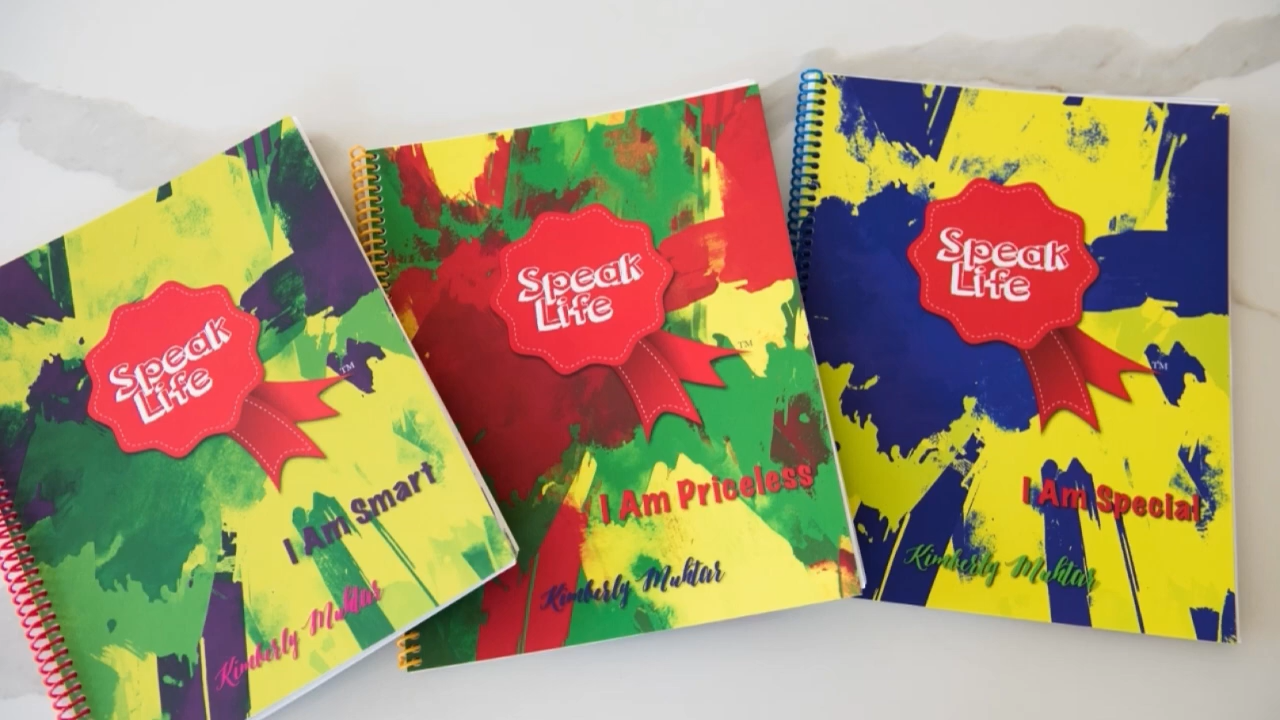 Speak
Life
TM
I Am Smart
Kimberly Muhtar
Speak
Life
TM
I Am Priceless
Kimberly Muhtar
Speak
Life
TM
I Am Special
Kimberly Muhtar